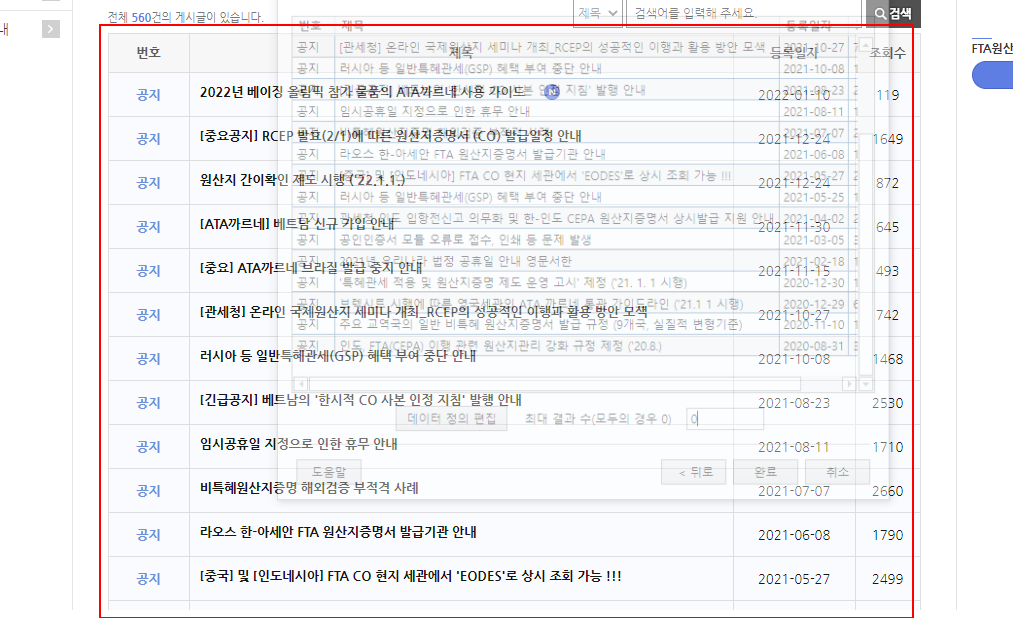 전체 560건의 게시글이 있습니다.
제목 검색어를 입력해 주세요. 검색
내
FTA원산
번호 제목 등록일자 조회수
공지 2022년 베이징 올림픽 참가 물품의 ATA까르네 사용 가이드 N 2022-01-10 119
공지 [중요공지] RCEP 발효(2/1)에 따른 원산지증명서 (CO) 발급일정 안내 2021-12-24 1649
공지 원산지 간이확인 제도 시행 ('22.1.1.) 2021-12-24 872
공지 [ATA까르네] 베트남 신규 가입 안내 2021-11-30 645
공지 [중요] ATA까르네 브라질 발급 중지 안내 2021-11-15 493
공지 [관세청] 온라인 국제원산지 세미나 개최_RCEP의 성공적인 이행과 활용 방안 모색 2021-10-27 742
공지 러시아 등 일반특혜관세(GSP) 혜택 부여 중단 안내 2021-10-08 1468
공지 [긴급공지] 베트남의 '한시적 CO 사본 인정 지침' 발행 안내 2021-08-23 2530
공지 임시공휴일 지정으로 인한 휴무 안내 2021-08-11 1710
공지 비특혜원산지증명 해외검증 부적격 사례 2021-07-07 2660
공지 라오스 한-아세안 FTA 원산지증명서 발급기관 안내 2021-06-08 1790
공지 [중국] 및 [인도네시아] FTA CO 현지 세관에서 'EODES'로 상시 조회 가능 !!! 2021-05-27 2499
번호 제목 등록일자
공지 [관세청] 온라인 국제원산지 세미나 개최_RCEP의 성공적인 이행과 활용 방안 모색 2021-10-27
공지 러시아 등 일반특혜관세(GSP) 혜택 부여 중단 안내 2021-10-08
지침' 발행 안내 2021-08-23
공지 임시공휴일 지정으로 인한 휴무 안내 2021-08-11
공지 2021-07-07
공지 라오스 한-아세안 FTA 원산지증명서 발급기관 안내 2021-06-08
공지 [중국] 및 [인도네시아] FTA CO 현지 세관에서 'EODES'로 상시 조회 가능 !!! 2021-05-27
공지 러시아 등 일반특혜관세(GSP) 혜택 부여 중단 안내 2021-05-25
공지 관세청 인도 입항전신고 의무화 및 한-인도 CEPA 원산지증명서 상시발급 지원 안내 2021-04-02
공지 공인인증서 모듈 오류로 접수, 인쇄 등 문제 발생 2021-03-05
공지 2021년 우리나라 법정 공휴일 안내 영문서한 2021-02-18
공지 '특혜관세 적용 및 원산지증명 제도 운영 고시' 제정 ('21. 1. 1 시행) 2020-12-30
공지 브렉시트 시행에 따른 영국세관의 ATA 까르네 통관 가이드라인 ('21.1 1 시행) 2020-12-29
공지 주요 교역국의 일반 비특혜 원산지증명서 발급 규정 (9개국, 실질적 변형기준) 2020-11-10
공지 인도, FTA(CEPA) 이행 관련 원산지관리 강화 규정 제정 ('20.8.) 2020-08-31
데이터 정의 편집 최대 결과 수(모두의 경우 0) 0
도움말 < 뒤로 완료 취소